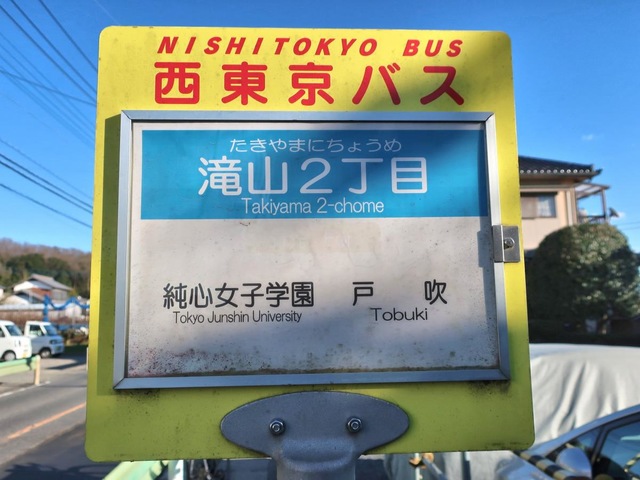 NISHITOKYO BUS
西東京バス
たきやまにちょうめ
滝山2丁目
Takiyama 2-chome
純心女子学園 戸 吹
Tokyo Junshin University Tobuki